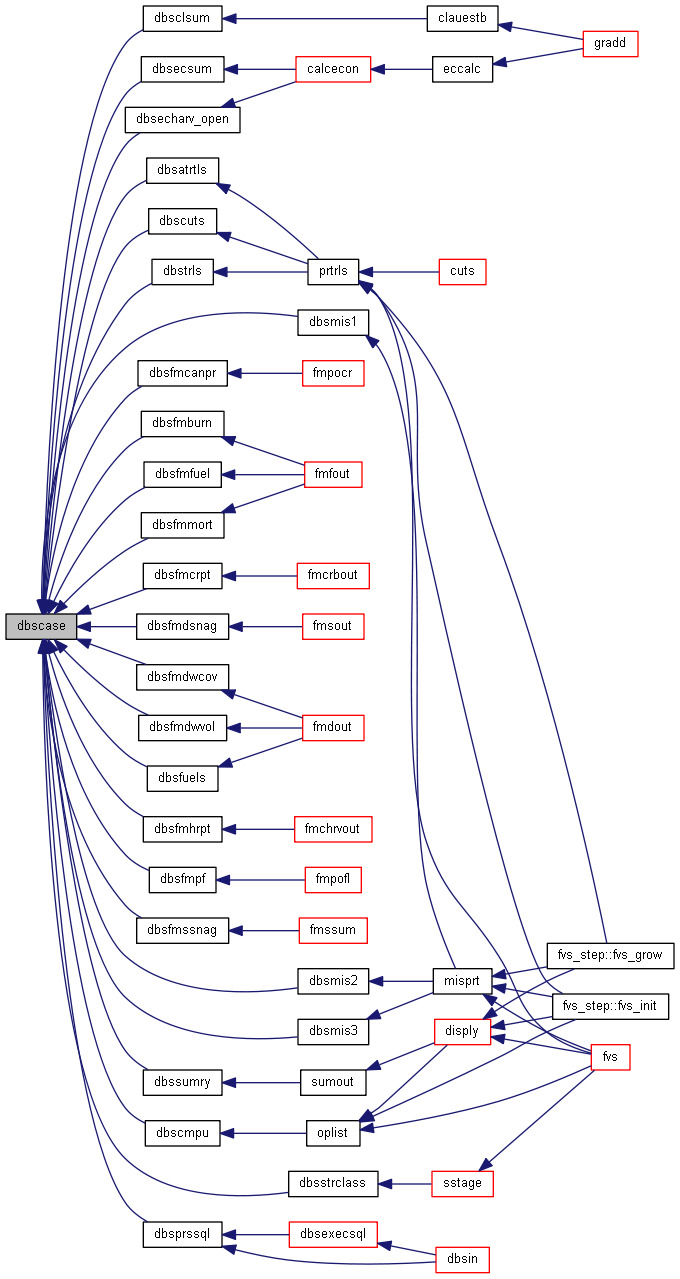 dbsclsum
clauestb
gradd
dbsecsum
calcecon
eccalc
dbsecharv_open
dbsatrtls
dbscuts
dbstrls
prtrls
cuts
dbsmis1
dbsfmcanpr
fmpocr
dbsfmburn
dbsfmfuel
fmfout
dbsfmmort
dbsfmcrpt
fmcrbout
dbscase
dbsfmdsnag
fmsout
dbsfmdwcov
dbsfmdwvol
fmdout
dbsfuels
dbsfmhrpt
fmchrvout
dbsfmpf
fmpofl
dbsfmssnag
fmssum
fvs_step::fvs_grow
dbsmis2
misprt
fvs_step::fvs_init
dbsmis3
disply
fvs
dbssumry
sumout
dbscmpu
oplist
dbsstrclass
sstage
dbsprssql
dbsexecsql
dbsin